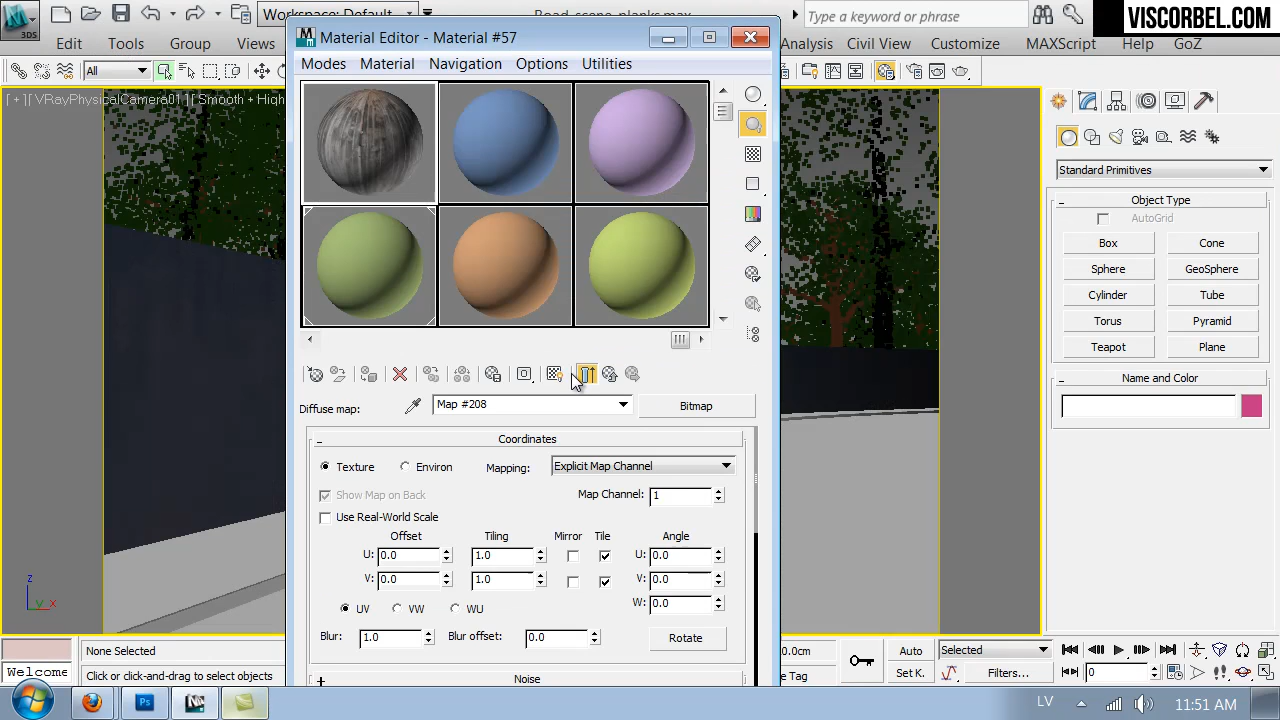 Workspace: Default
Road_scene_planks.max
Type a keyword or phrase
VISCORBEL.COM
3DS
Edit Tools Group Views
Analysis Civil View Customize MAXScript Help GoZ
All
[ + ] [ VRayPhysicalCamera01 ] [ Smooth + High
Material Editor - Material #57
Modes Material Navigation Options Utilities
Diffuse map:
Map #208
Bitmap
- Coordinates
Texture Environ Mapping: Explicit Map Channel
Show Map on Back Map Channel: 1
Use Real-World Scale
Offset Tiling Mirror Tile Angle
U: 0.0 1.0 U: 0.0
V: 0.0 1.0 V: 0.0
W: 0.0
UV VW WU
Blur: 1.0 Blur offset: 0.0 Rotate
+ Noise
Standard Primitives
- Object Type
AutoGrid
Box Cone
Sphere GeoSphere
Cylinder Tube
Torus Pyramid
Teapot Plane
- Name and Color
z
y x
None Selected
0.0cm
Auto
Selected
Welcome
Click or click-and-drag to select objects
Tag
Set K.
Filters...
0
Ps
LV
11:51 AM